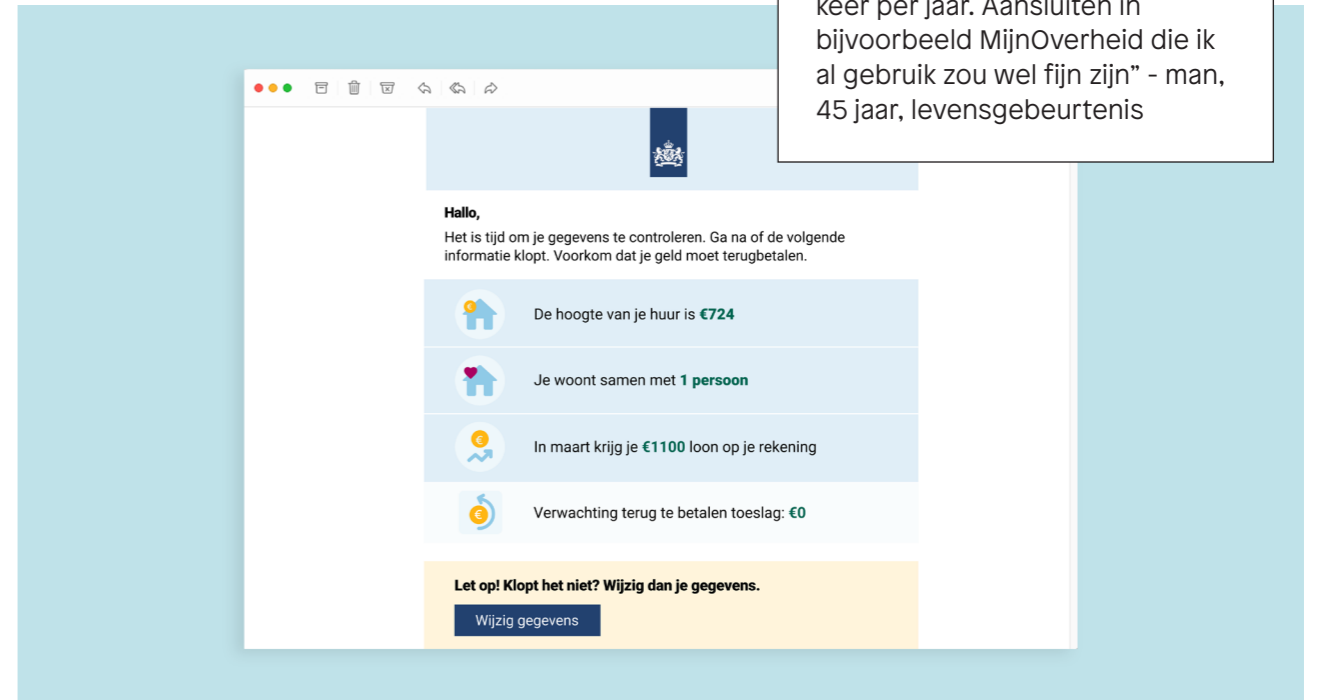 keer per jaar. Aansluiten in
bijvoorbeeld MijnOverheid die ik
al gebruik zou wel fijn zijn” - man,
45 jaar, levensgebeurtenis
Hallo,
Het is tijd om je gegevens te controleren. Ga na of de volgende
informatie klopt. Voorkom dat je geld moet terugbetalen.
De hoogte van je huur is €724
Je woont samen met 1 persoon
In maart krijg je €1100 loon op je rekening
Verwachting terug te betalen toeslag: €0
Let op! Klopt het niet? Wijzig dan je gegevens.
Wijzig gegevens